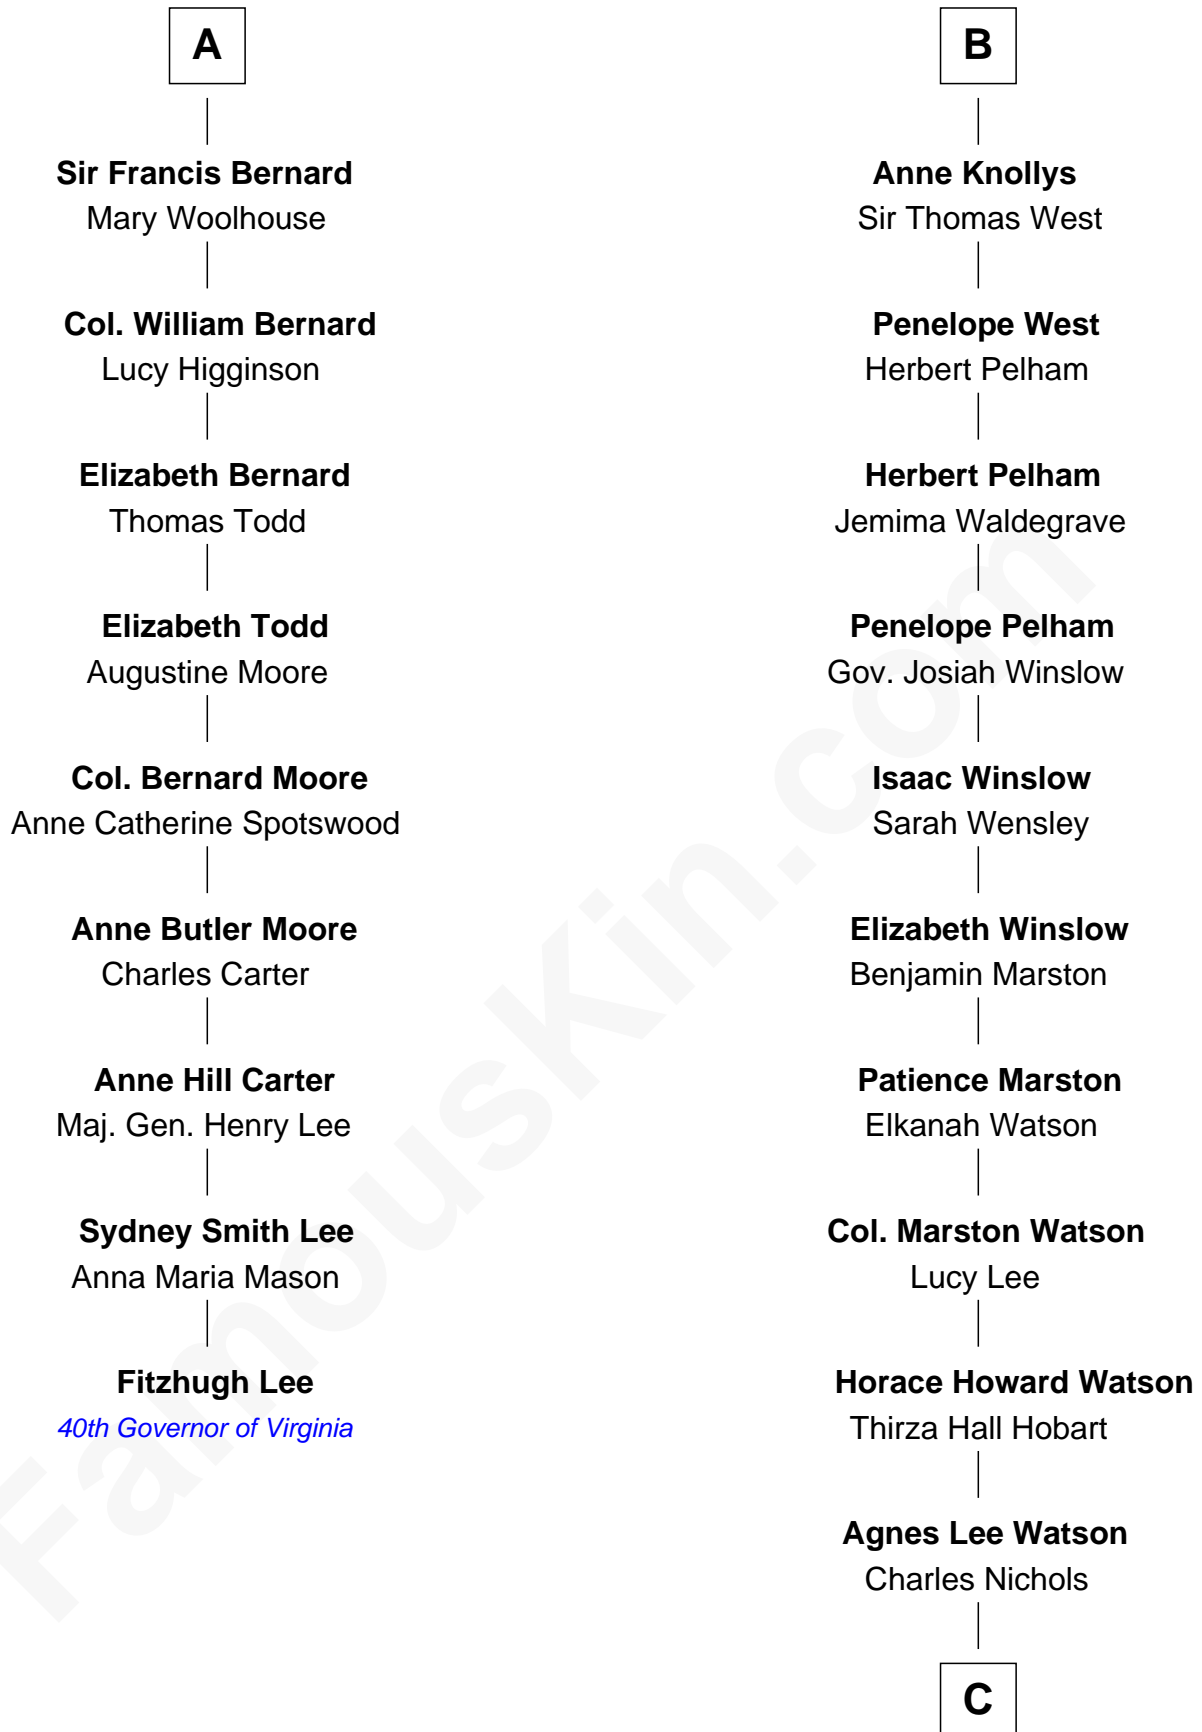 A
Sir Francis Bernard
Mary Woolhouse
Col. William Bernard
Lucy Higginson
Elizabeth Bernard
Thomas Todd
Elizabeth Todd
Augustine Moore
Col. Bernard Moore
Anne Catherine Spotswood
Anne Butler Moore
Charles Carter
Anne Hill Carter
Maj. Gen. Henry Lee
Sydney Smith Lee
Anna Maria Mason
Fitzhugh Lee
40th Governor of Virginia
B
Anne Knollys
Sir Thomas West
Penelope West
Herbert Pelham
Herbert Pelham
Jemima Waldegrave
Penelope Pelham
Gov. Josiah Winslow
Isaac Winslow
Sarah Wensley
Elizabeth Winslow
Benjamin Marston
Patience Marston
Elkanah Watson
Col. Marston Watson
Lucy Lee
Horace Howard Watson
Thirza Hall Hobart
Agnes Lee Watson
Charles Nichols
C
FamousKin.com